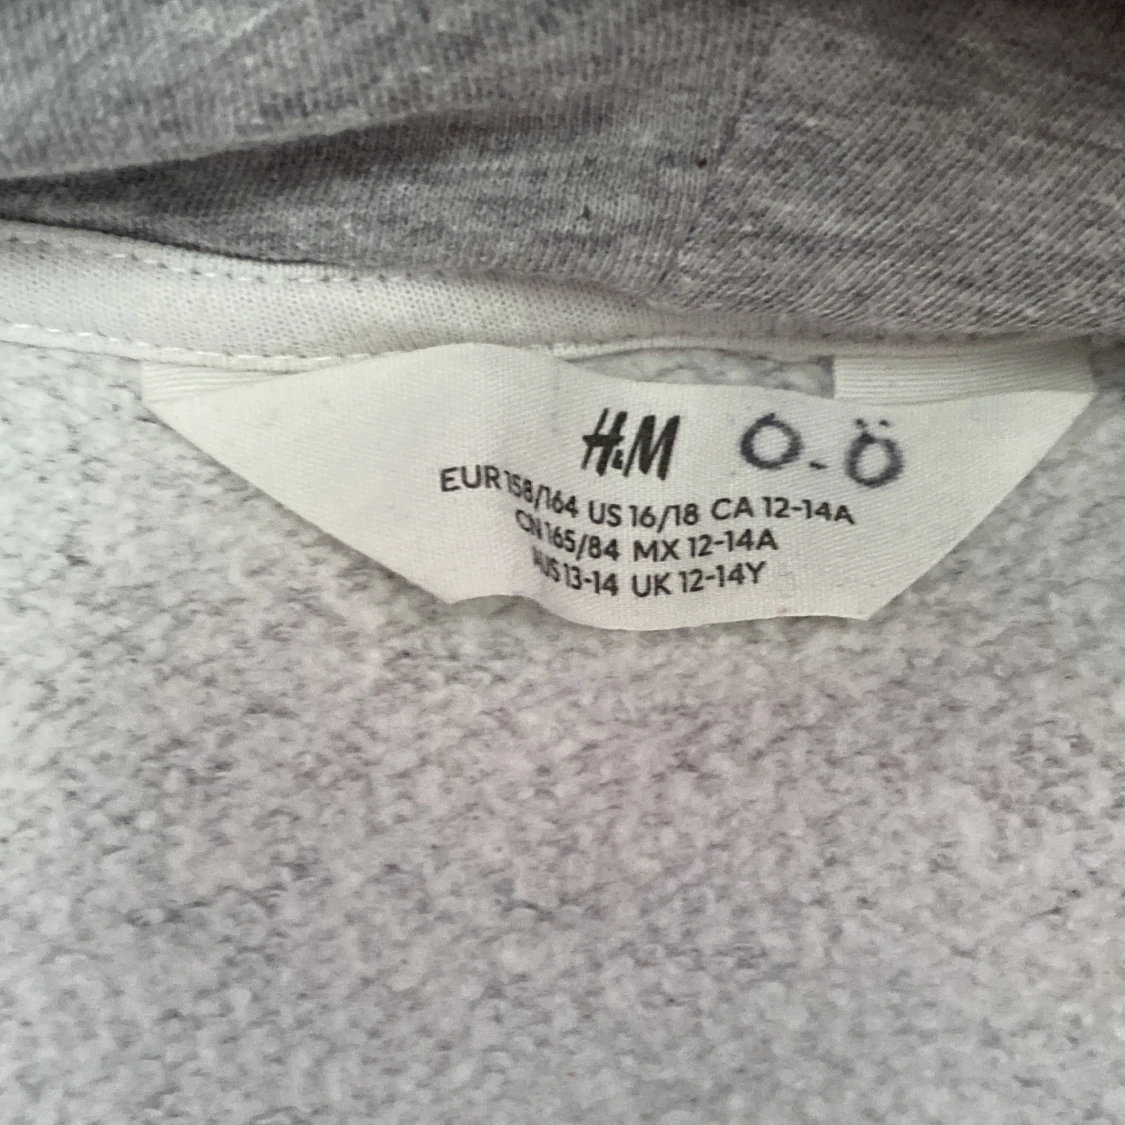 H&M O-Ö
EUR 158/164 US 16/18 CA 12-14A
CN 165/84 MX 12-14A
AUS 13-14 UK 12-14Y